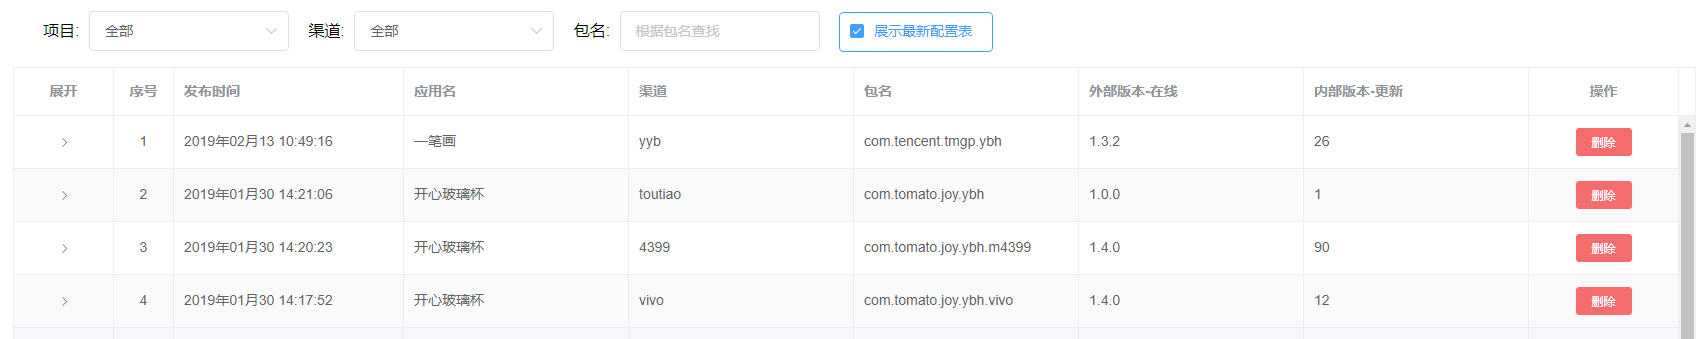 项目: 全部 渠道: 全部 包名: 根据包名查找 展示最新配置表
展开 序号 发布时间 应用名 渠道 包名 外部版本-在线 内部版本-更新 操作
1 2019年02月13 10:49:16 一笔画 yyb com.tencent.tmgp.ybh 1.3.2 26 删除
2 2019年01月30 14:21:06 开心玻璃杯 toutiao com.tomato.joy.ybh 1.0.0 1 删除
3 2019年01月30 14:20:23 开心玻璃杯 4399 com.tomato.joy.ybh.m4399 1.4.0 90 删除
4 2019年01月30 14:17:52 开心玻璃杯 vivo com.tomato.joy.ybh.vivo 1.4.0 12 删除